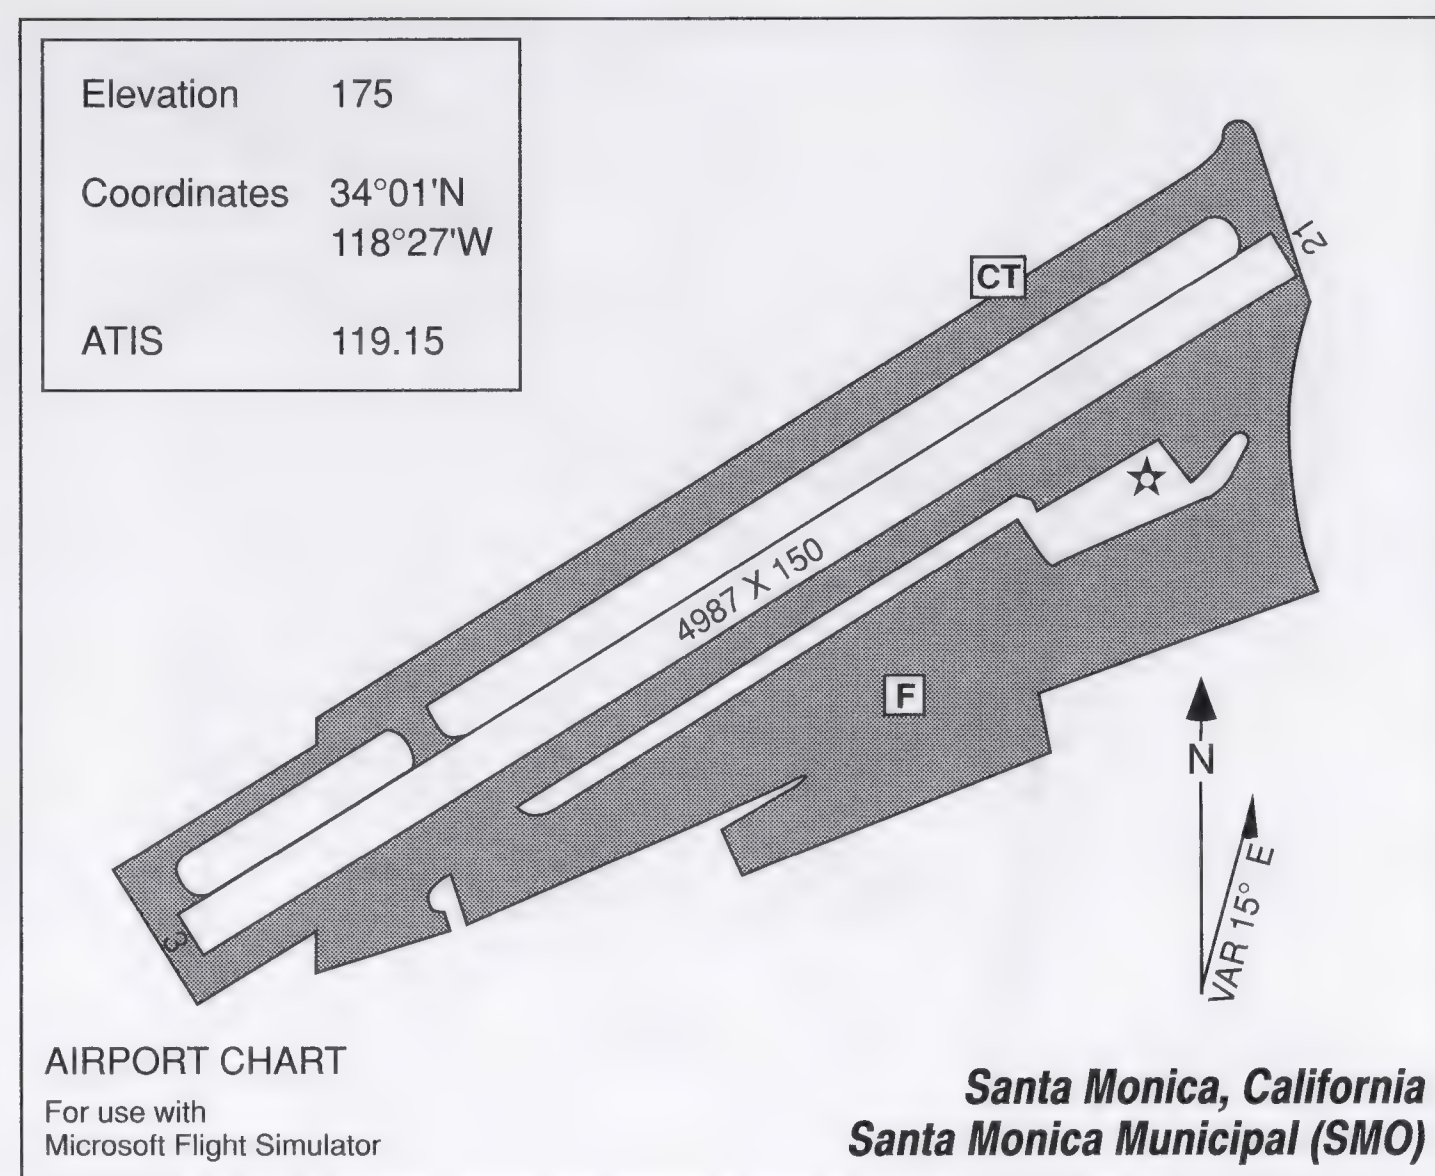 Elevation 175
Coordinates 34°01'N
118°27'W
ATIS 119.15
21
CT
4987 X 150
F
N
VAR 15° E
3
AIRPORT CHART
For use with
Microsoft Flight Simulator
Santa Monica, California
Santa Monica Municipal (SMO)